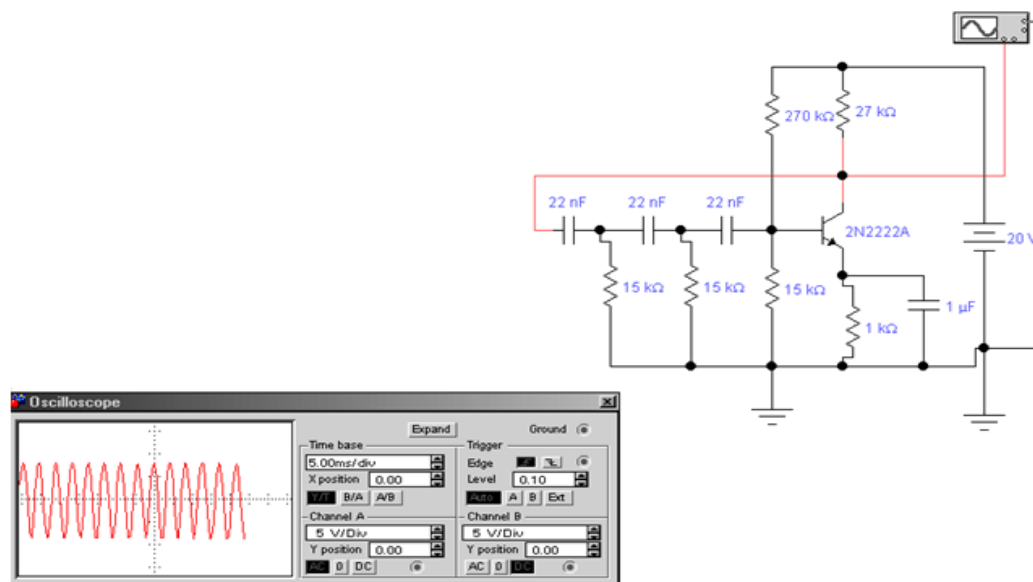 270 kΩ 27 kΩ
22 nF 22 nF 22 nF
2N2222A
20 V
15 kΩ 15 kΩ 15 kΩ
1 µF
1 kΩ
Oscilloscope
Expand Ground
Time base Trigger
5.00ms/div Edge
X position 0.00 Level 0.10
Y/T B/A A/B Auto A B Ext
Channel A Channel B
5 V/Div 5 V/Div
Y position 0.00 Y position 0.00
AC 0 DC AC 0 DC